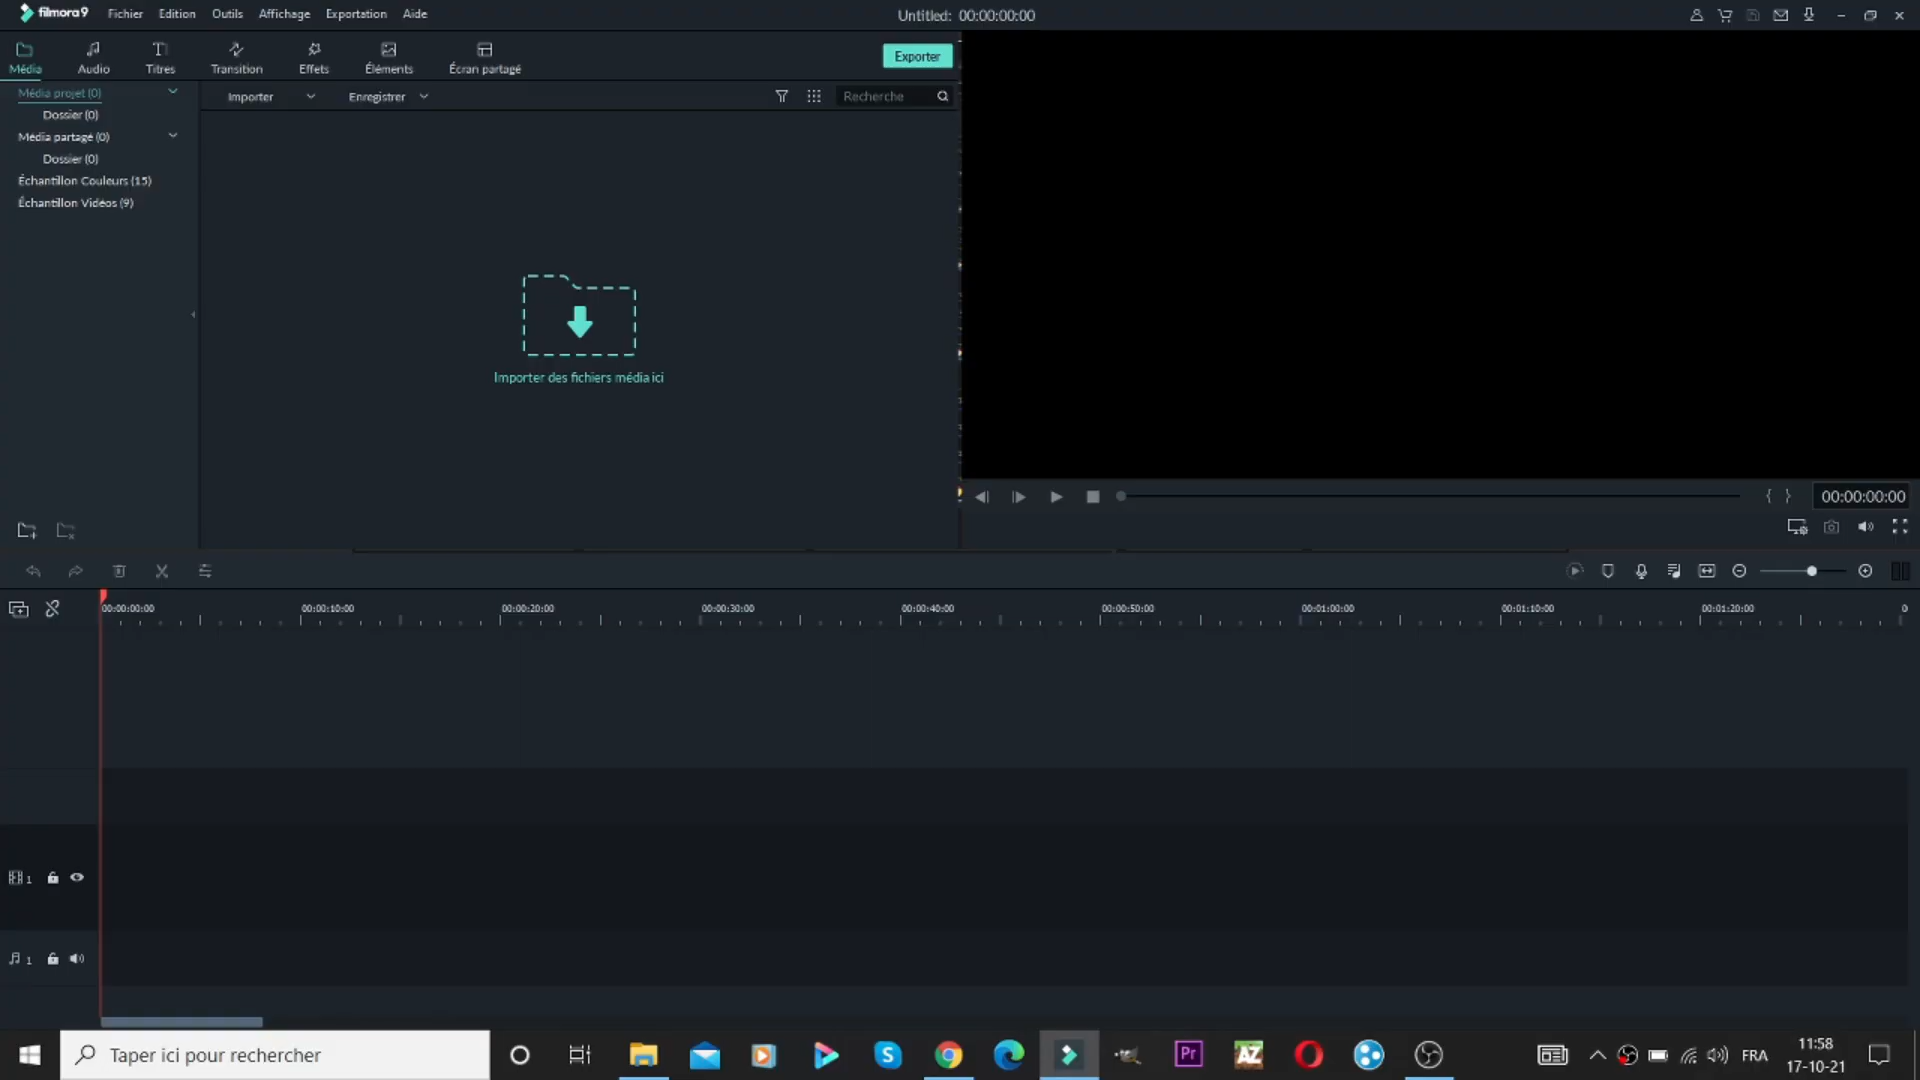 filmora9 Fichier Edition Outils Affichage Exportation Aide Untitled: 00:00:00:00
Média Audio Titres Transition Effets Éléments Écran partagé Exporter
Média projet (0)
Importer Enregistrer Recherche
Dossier (0)
Média partagé (0)
Dossier (0)
Échantillon Couleurs (15)
Échantillon Vidéos (9)
Importer des fichiers média ici
{ } 00:00:00:00
00:00:00:00 00:00:10:00 00:00:20:00 00:00:30:00 00:00:40:00 00:00:50:00 00:01:00:00 00:01:10:00 00:01:20:00 0
1
1
Taper ici pour rechercher Pr AZ FRA 11:58
17-10-21